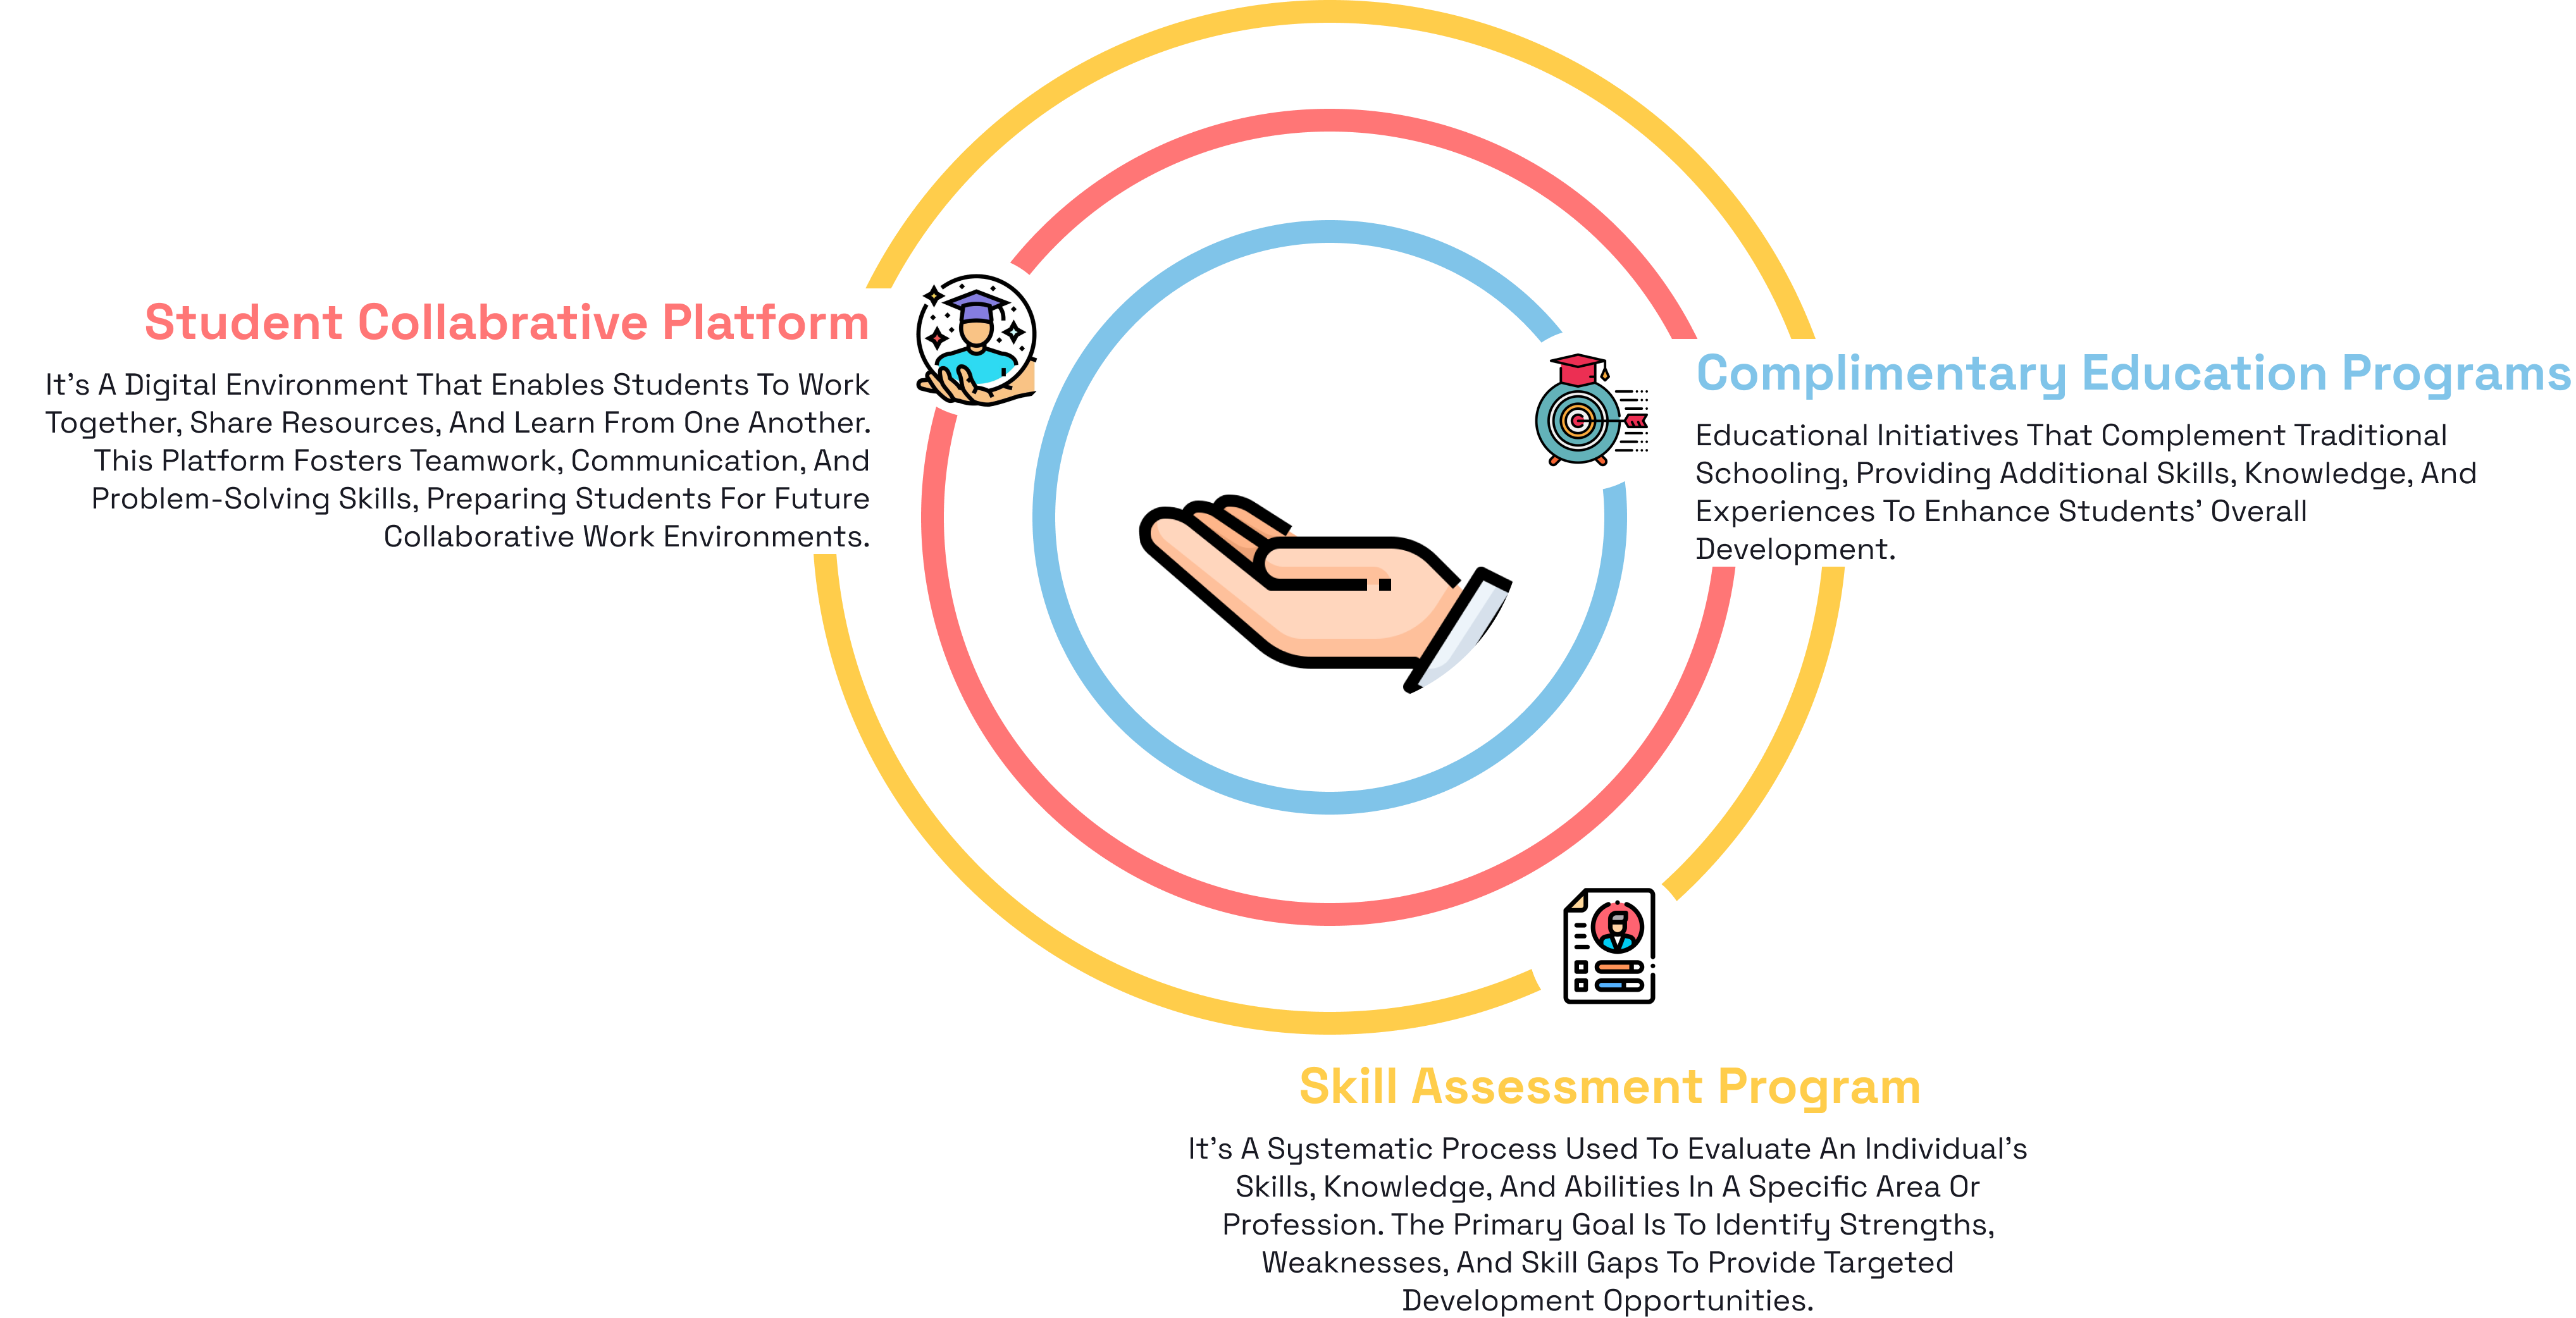 Student Collabrative Platform
It's A Digital Environment That Enables Students To Work
Together, Share Resources, And Learn From One Another.
This Platform Fosters Teamwork, Communication, And
Problem-Solving Skills, Preparing Students For Future
Collaborative Work Environments.
Complimentary Education Programs
Educational Initiatives That Complement Traditional
Schooling, Providing Additional Skills, Knowledge, And
Experiences To Enhance Students' Overall
Development.
Skill Assessment Program
It's A Systematic Process Used To Evaluate An Individual's
Skills, Knowledge, And Abilities In A Specific Area Or
Profession. The Primary Goal Is To Identify Strengths,
Weaknesses, And Skill Gaps To Provide Targeted
Development Opportunities.